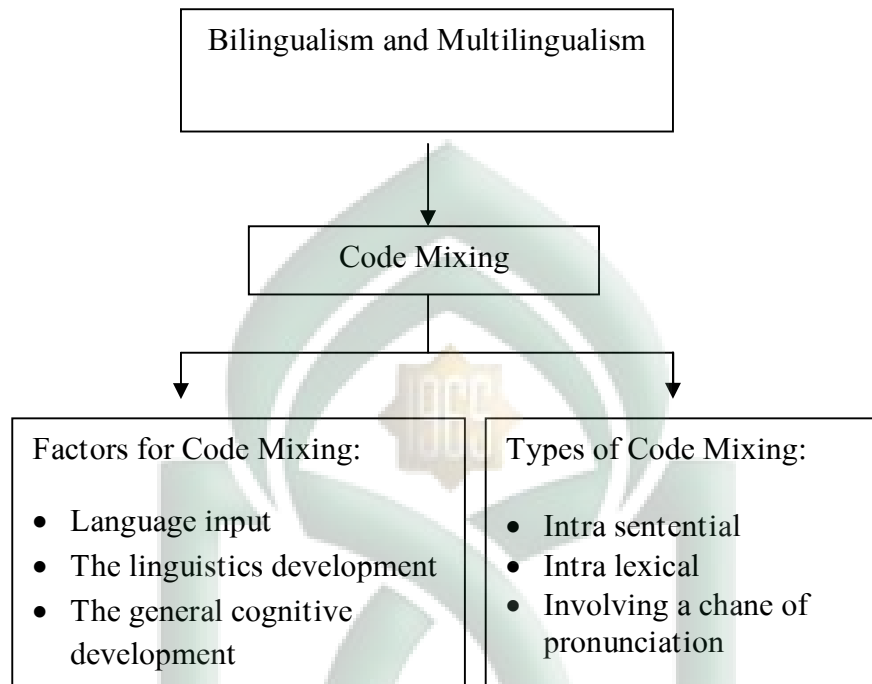 Bilingualism and Multilingualism
Code Mixing
Factors for Code Mixing:
• Language input
• The linguistics development
• The general cognitive
development
Types of Code Mixing:
• Intra sentential
• Intra lexical
• Involving a chane of
pronunciation